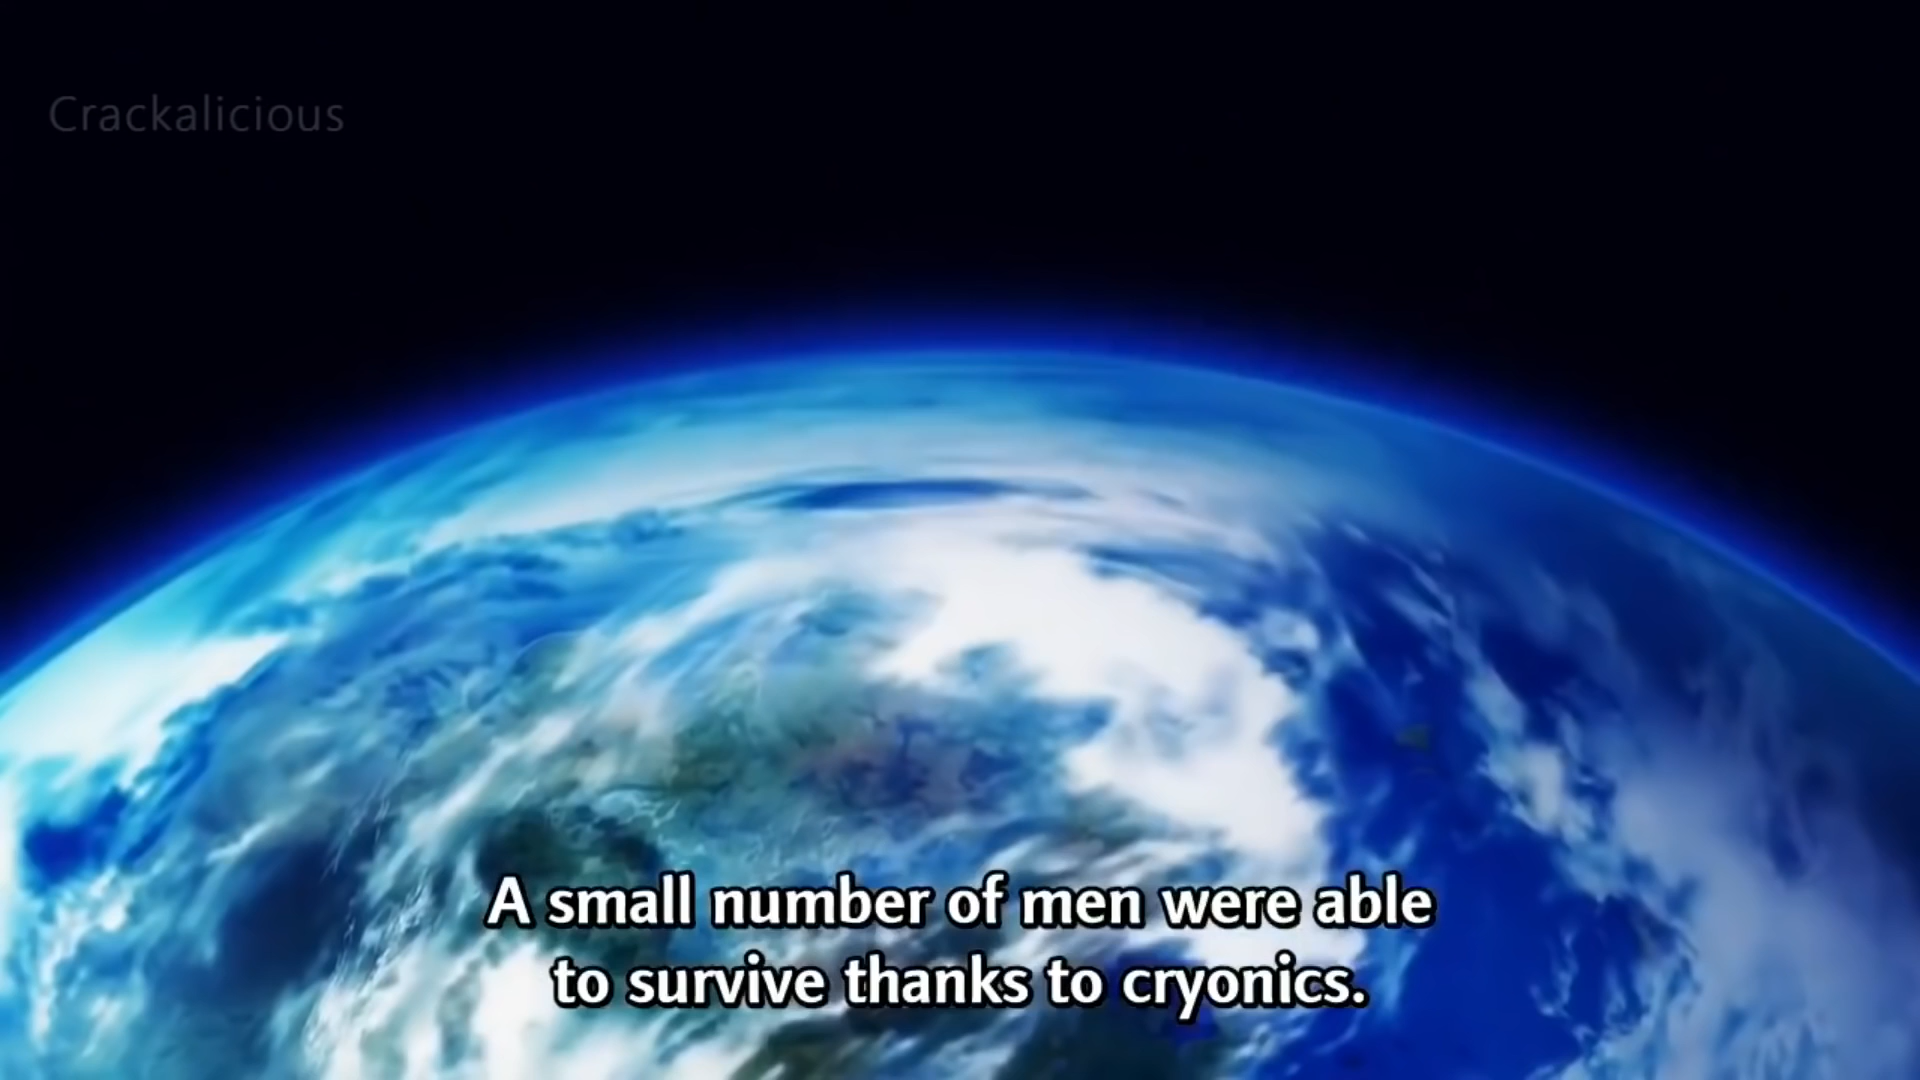 Crackalicious
A small number of men were able
to survive thanks to cryonics.